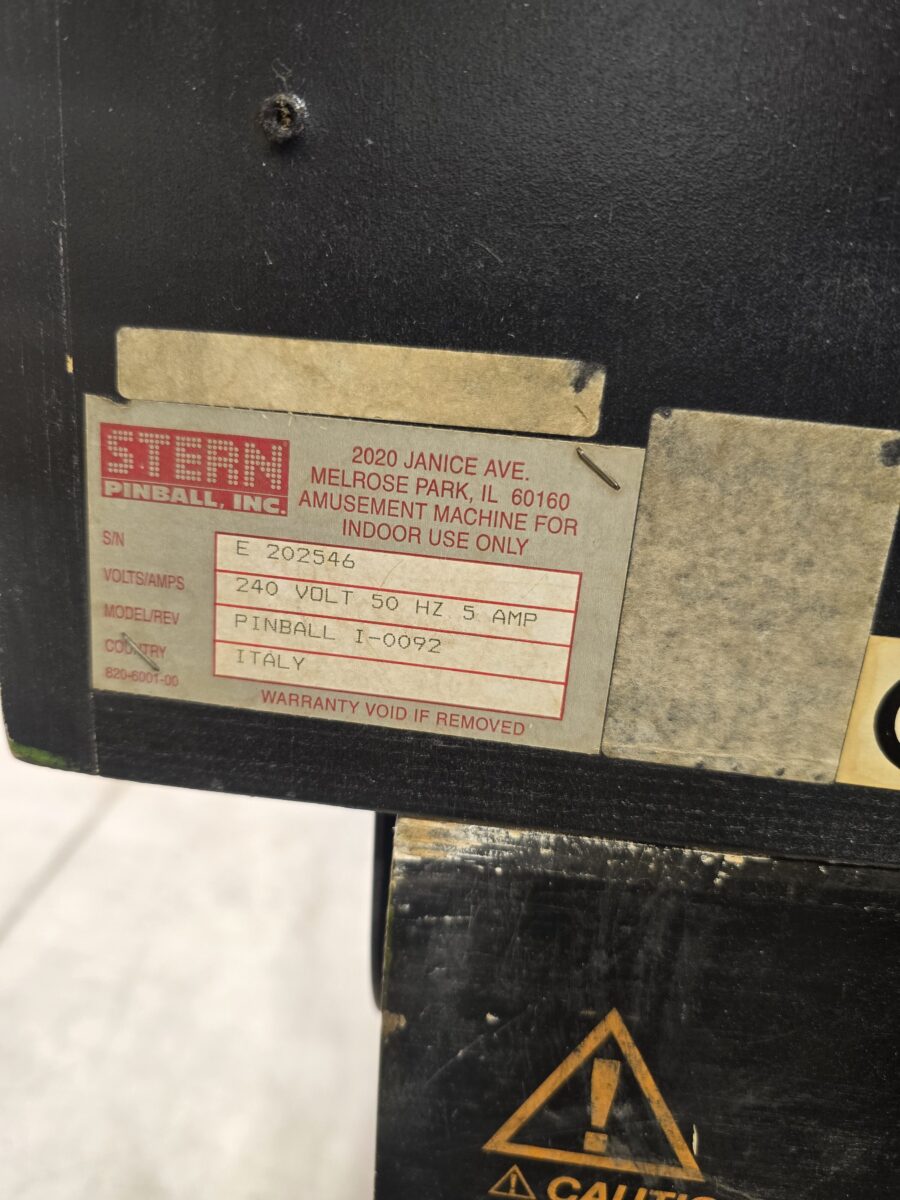 STERN
PINBALL, INC.
2020 JANICE AVE.
MELROSE PARK, IL 60160
AMUSEMENT MACHINE FOR
INDOOR USE ONLY
S/N E 202546
VOLTS/AMPS 240 VOLT 50 HZ 5 AMP
MODEL/REV PINBALL I-0092
COUNTRY ITALY
820-6001-00
WARRANTY VOID IF REMOVED